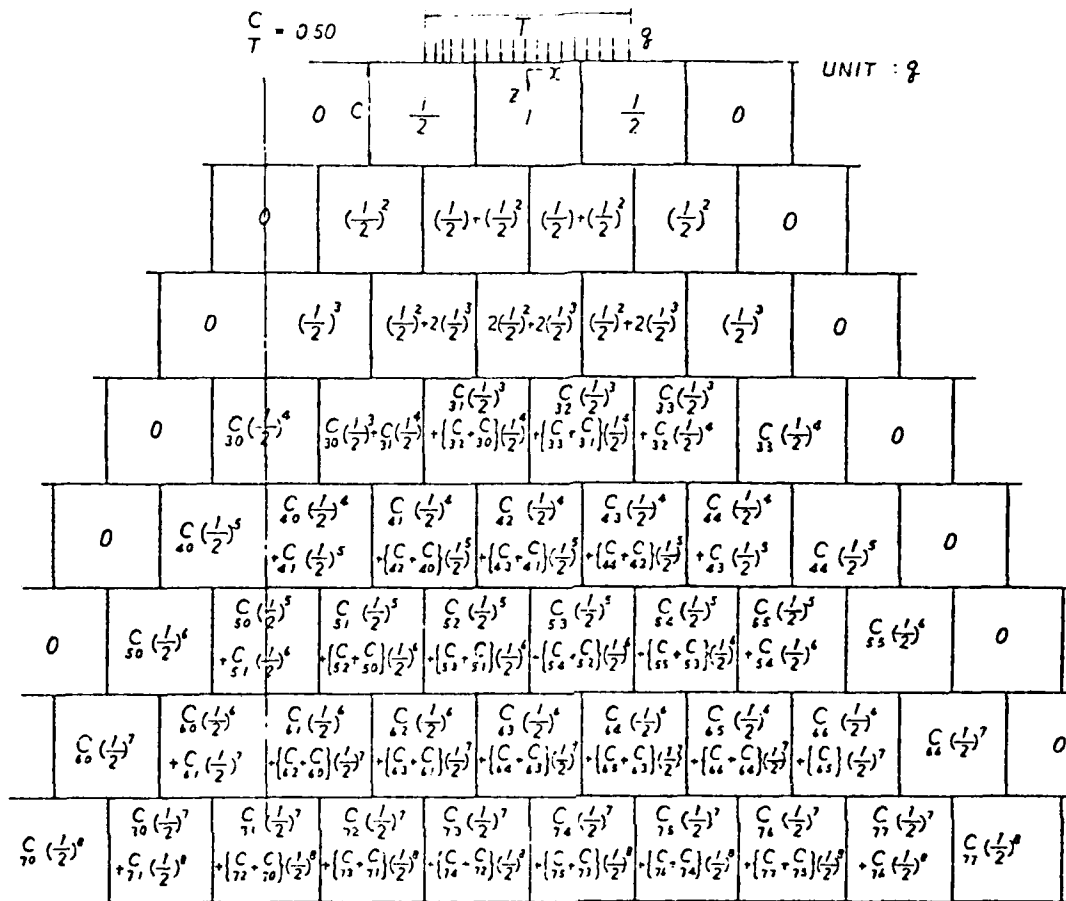 C/T = 0.50
T
q
x
z
UNIT : q
0 C 1/2 1 1/2 0
0 (1/2)^2 (1/2)+(1/2)^2 (1/2)+(1/2)^2 (1/2)^2 0
0 (1/2)^3 (1/2)^2+2(1/2)^3 2(1/2)^2+2(1/2)^3 (1/2)^2+2(1/2)^3 (1/2)^3 0
C31(1/2)^3 C32(1/2)^3 C33(1/2)^3
0 C30(1/2)^4 C30(1/2)^3+C31(1/2)^4 +{C32+C30}(1/2)^4 +{C33+C31}(1/2)^4 +C32(1/2)^4 C33(1/2)^4 0
C40(1/2)^4 C41(1/2)^4 C42(1/2)^4 C43(1/2)^4 C44(1/2)^4
0 C40(1/2)^5 +C41(1/2)^5 +{C42+C40}(1/2)^5 +{C43+C41}(1/2)^5 +{C44+C42}(1/2)^5 +C43(1/2)^5 C44(1/2)^5 0
C50(1/2)^5 C51(1/2)^5 C52(1/2)^5 C53(1/2)^5 C54(1/2)^5 C55(1/2)^5
0 C50(1/2)^6 +C51(1/2)^6 +{C52+C50}(1/2)^6 +{C53+C51}(1/2)^6 +{C54+C52}(1/2)^6 +{C55+C53}(1/2)^6 +C54(1/2)^6 C55(1/2)^6 0
C60(1/2)^6 C61(1/2)^6 C62(1/2)^6 C63(1/2)^6 C64(1/2)^6 C65(1/2)^6 C66(1/2)^6
C60(1/2)^7 +C61(1/2)^7 +{C62+C60}(1/2)^7 +{C63+C61}(1/2)^7 +{C64+C63}(1/2)^7 +{C65+C63}(1/2)^7 +{C66+C64}(1/2)^7 +{C65}(1/2)^7 C66(1/2)^7 0
C70(1/2)^7 C71(1/2)^7 C72(1/2)^7 C73(1/2)^7 C74(1/2)^7 C75(1/2)^7 C76(1/2)^7 C77(1/2)^7
C70(1/2)^8 +C71(1/2)^8 +{C72+C70}(1/2)^8 +{C73+C71}(1/2)^8 +{C74+C72}(1/2)^8 +{C75+C73}(1/2)^8 +{C76+C74}(1/2)^8 +{C77+C75}(1/2)^8 +C76(1/2)^8 C77(1/2)^8